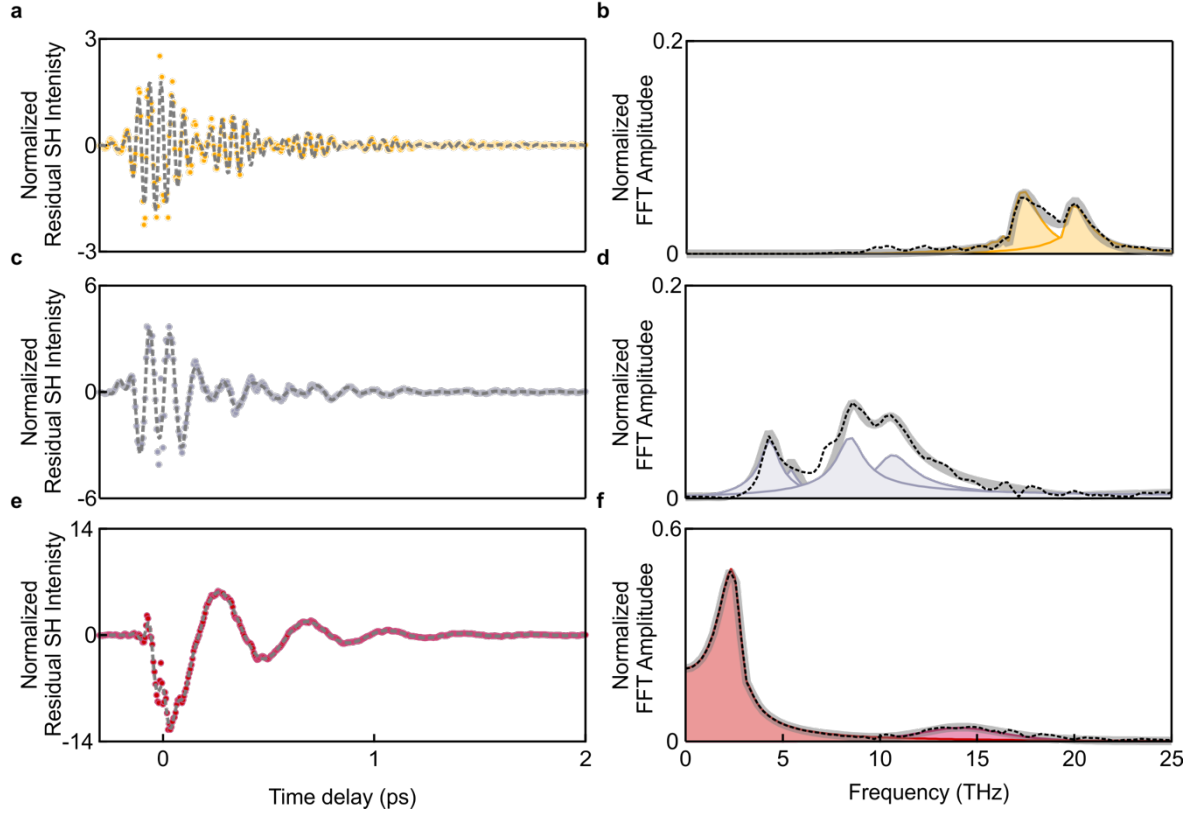 a
b
3
0
-3
Normalized
Residual SH Intenisty
0.2
0
Normalized
FFT Amplitudee
c
d
6
0
-6
Normalized
Residual SH Intenisty
0.2
0
Normalized
FFT Amplitudee
e
f
14
0
-14
Normalized
Residual SH Intenisty
0 1 2
Time delay (ps)
0.6
0
Normalized
FFT Amplitudee
0 5 10 15 20 25
Frequency (THz)